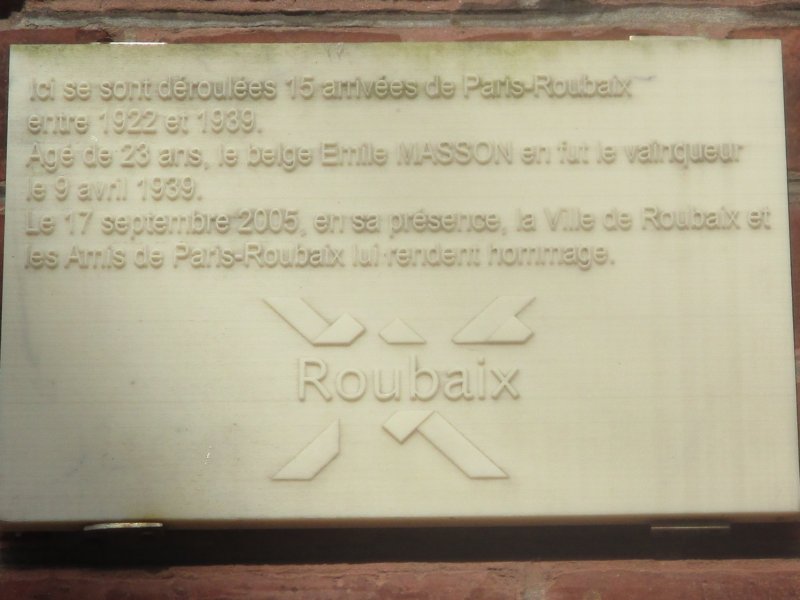 Ici se sont déroulées 15 arrivées de Paris-Roubaix
entre 1922 et 1939.
Agé de 23 ans, le belge Emile MASSON en fut le vainqueur
le 9 avril 1939.
Le 17 septembre 2005, en sa présence, la Ville de Roubaix et
les Amis de Paris-Roubaix lui rendent hommage.
Roubaix